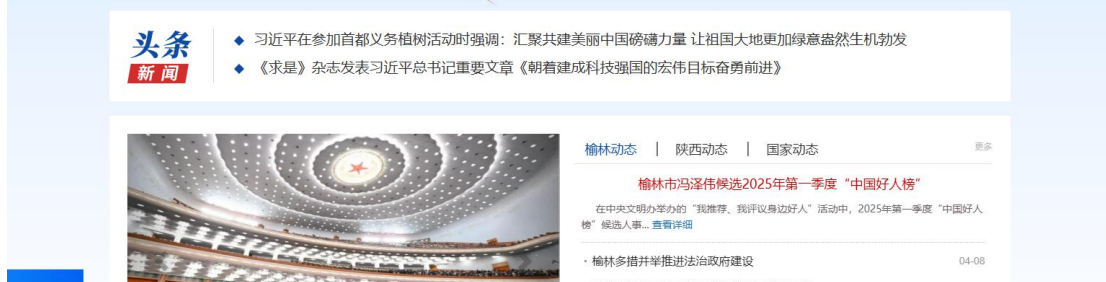 头条
新闻
◆ 习近平在参加首都义务植树活动时强调：汇聚共建美丽中国磅礴力量 让祖国大地更加绿意盎然生机勃发
◆ 《求是》杂志发表习近平总书记重要文章《朝着建成科技强国的宏伟目标奋勇前进》
榆林动态 | 陕西动态 | 国家动态 更多
榆林市冯泽伟候选2025年第一季度“中国好人榜”
在中央文明办举办的“我推荐、我评议身边好人”活动中，2025年第一季度“中国好人
榜”候选人事... 查看详细
· 榆林多措并举推进法治政府建设 04-08